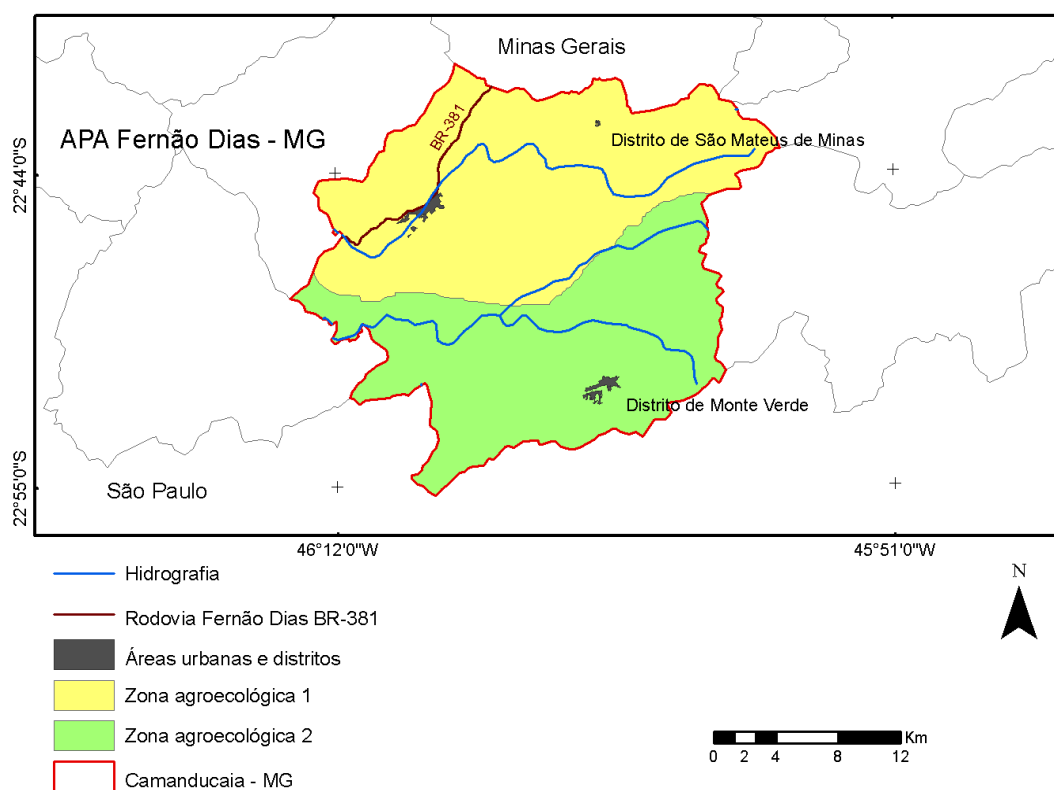 Minas Gerais
BR-381
APA Fernão Dias - MG
Distrito de São Mateus de Minas
22°44'0"S
Distrito de Monte Verde
São Paulo
22°55'0"S
46°12'0"W
45°51'0"W
Hidrografia
N
Rodovia Fernão Dias BR-381
Áreas urbanas e distritos
Zona agroecológica 1
Zona agroecológica 2
Km
0 2 4 8 12
Camanducaia - MG